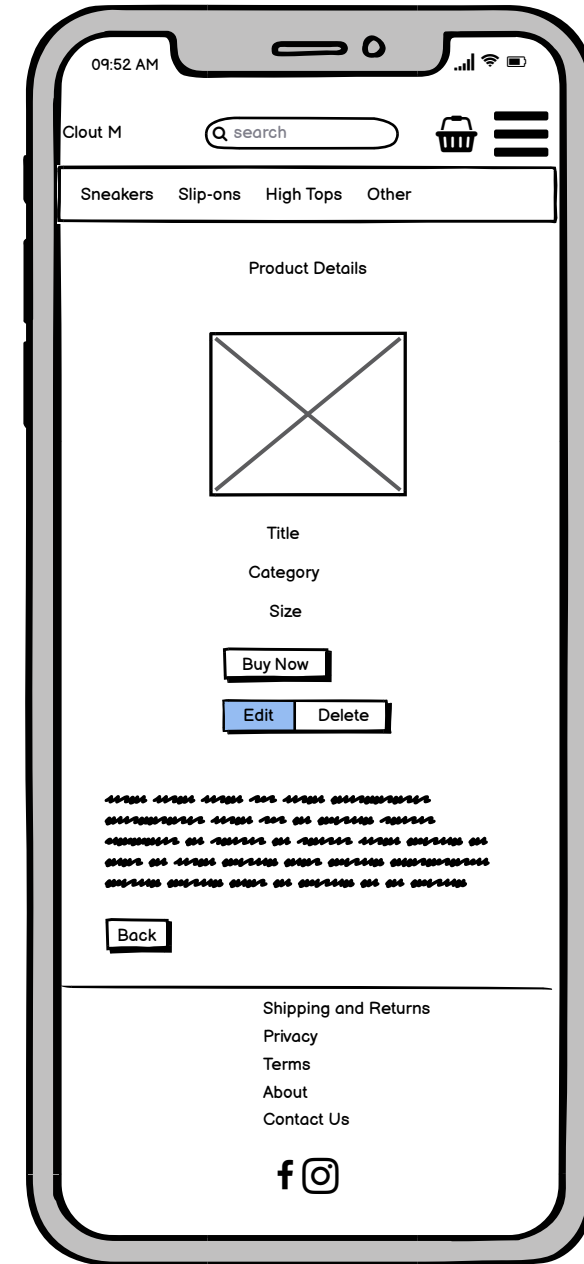 09:52 AM
Clout M
search
Sneakers Slip-ons High Tops Other
Product Details
Title
Category
Size
Buy Now
Edit Delete
Back
Shipping and Returns
Privacy
Terms
About
Contact Us